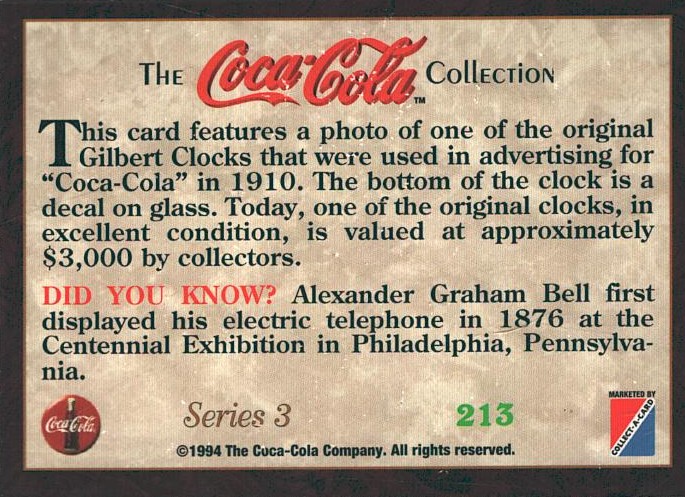 The Coca-Cola™ Collection
This card features a photo of one of the original
Gilbert Clocks that were used in advertising for
“Coca-Cola” in 1910. The bottom of the clock is a
decal on glass. Today, one of the original clocks, in
excellent condition, is valued at approximately
$3,000 by collectors.
DID YOU KNOW? Alexander Graham Bell first
displayed his electric telephone in 1876 at the
Centennial Exhibition in Philadelphia, Pennsylva-
nia.
Coca-Cola
Series 3
213
MARKETED BY
COLLECT-A-CARD
©1994 The Coca-Cola Company. All rights reserved.